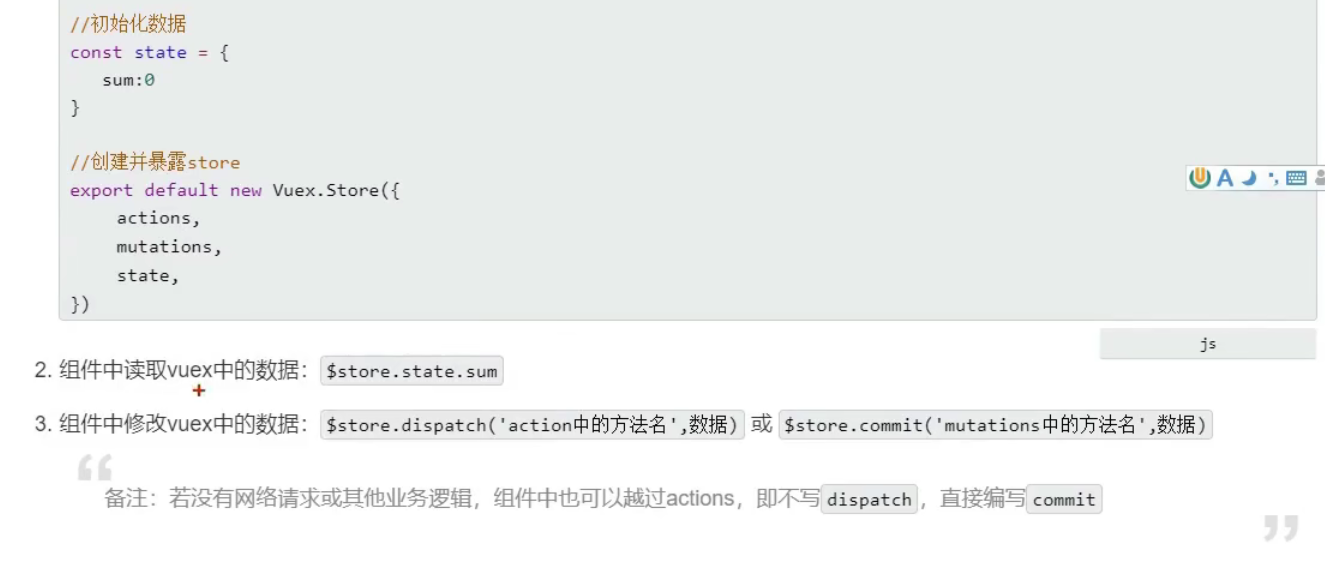 //初始化数据
const state = {
   sum:0
}
//创建并暴露store
export default new Vuex.Store({
    actions,
    mutations,
    state,
})
js
2. 组件中读取vuex中的数据：$store.state.sum
3. 组件中修改vuex中的数据：$store.dispatch('action中的方法名',数据) 或 $store.commit('mutations中的方法名',数据)
“
备注：若没有网络请求或其他业务逻辑，组件中也可以越过actions，即不写dispatch，直接编写commit
”